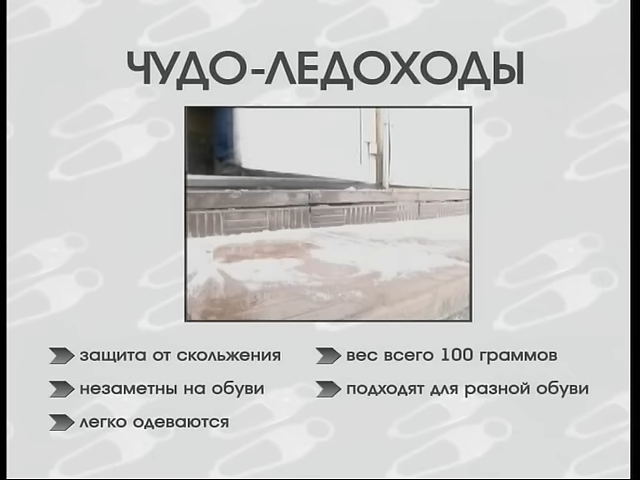 ЧУДО-ЛЕДОХОДЫ
защита от скольжения
незаметны на обуви
легко одеваются
вес всего 100 граммов
подходят для разной обуви